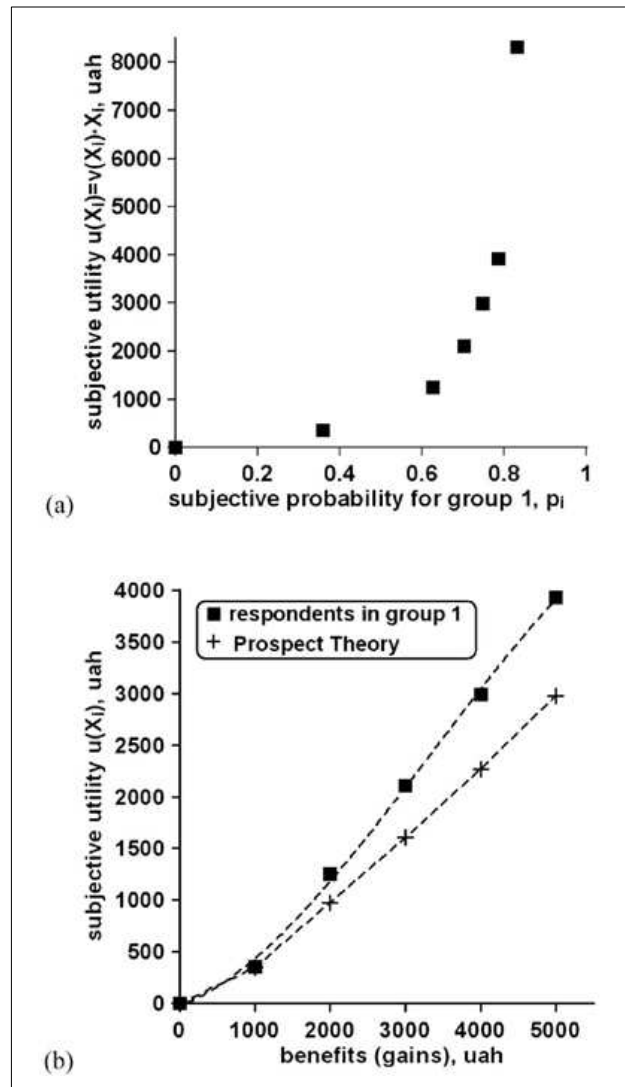 8000
7000
6000
5000
4000
3000
2000
1000
0
subjective utility u(Xᵢ)=v(Xᵢ)·Xᵢ, uah
0 0.2 0.4 0.6 0.8 1
subjective probability for group 1, pᵢ
(a)
4000
3500
3000
2500
2000
1500
1000
500
0
subjective utility u(Xᵢ), uah
respondents in group 1
Prospect Theory
0 1000 2000 3000 4000 5000
benefits (gains), uah
(b)